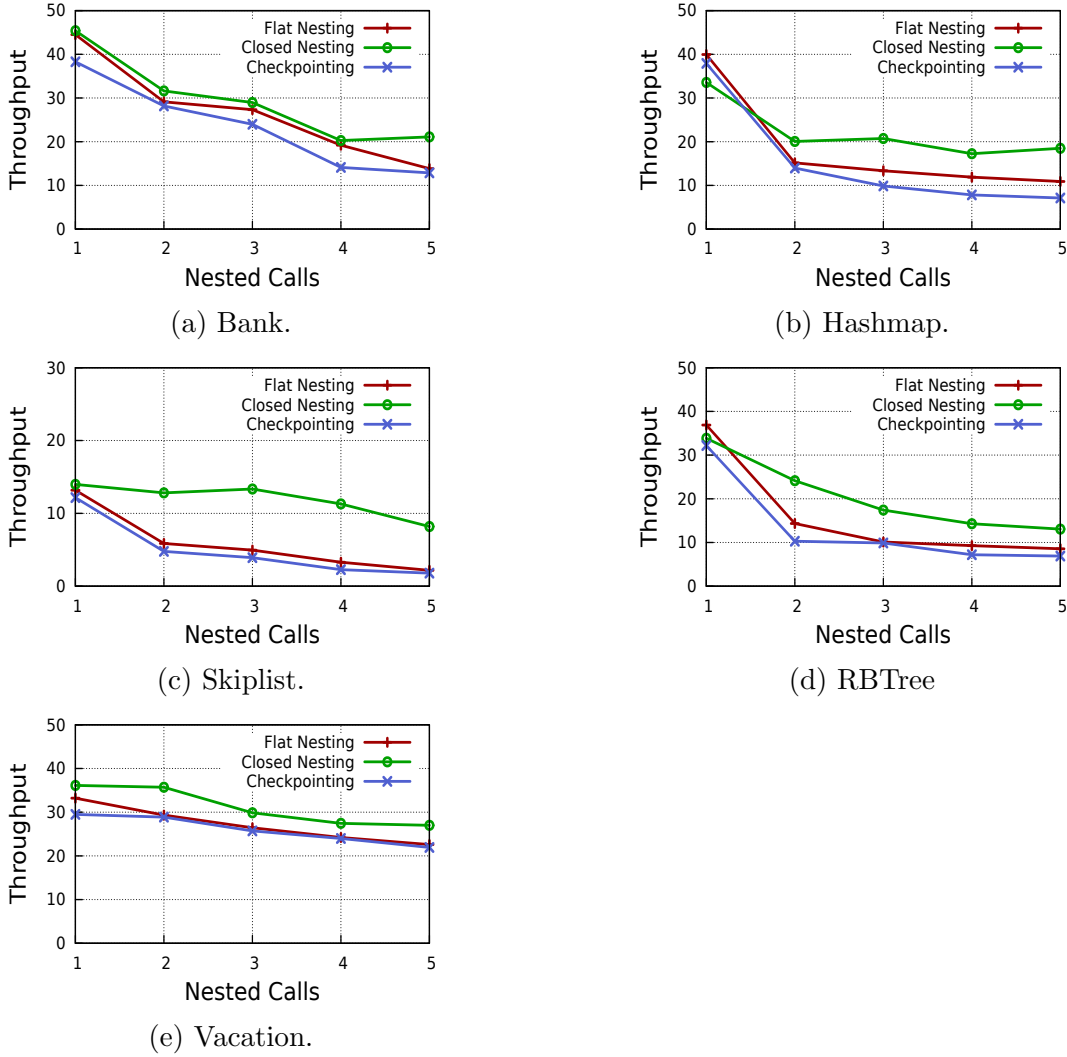 50
40
30
20
10
0
Throughput
Flat Nesting
Closed Nesting
Checkpointing
1 2 3 4 5
Nested Calls
(a) Bank.
50
40
30
20
10
0
Throughput
Flat Nesting
Closed Nesting
Checkpointing
1 2 3 4 5
Nested Calls
(b) Hashmap.
30
20
10
0
Throughput
Flat Nesting
Closed Nesting
Checkpointing
1 2 3 4 5
Nested Calls
(c) Skiplist.
50
40
30
20
10
0
Throughput
Flat Nesting
Closed Nesting
Checkpointing
1 2 3 4 5
Nested Calls
(d) RBTree
50
40
30
20
10
0
Throughput
Flat Nesting
Closed Nesting
Checkpointing
1 2 3 4 5
Nested Calls
(e) Vacation.